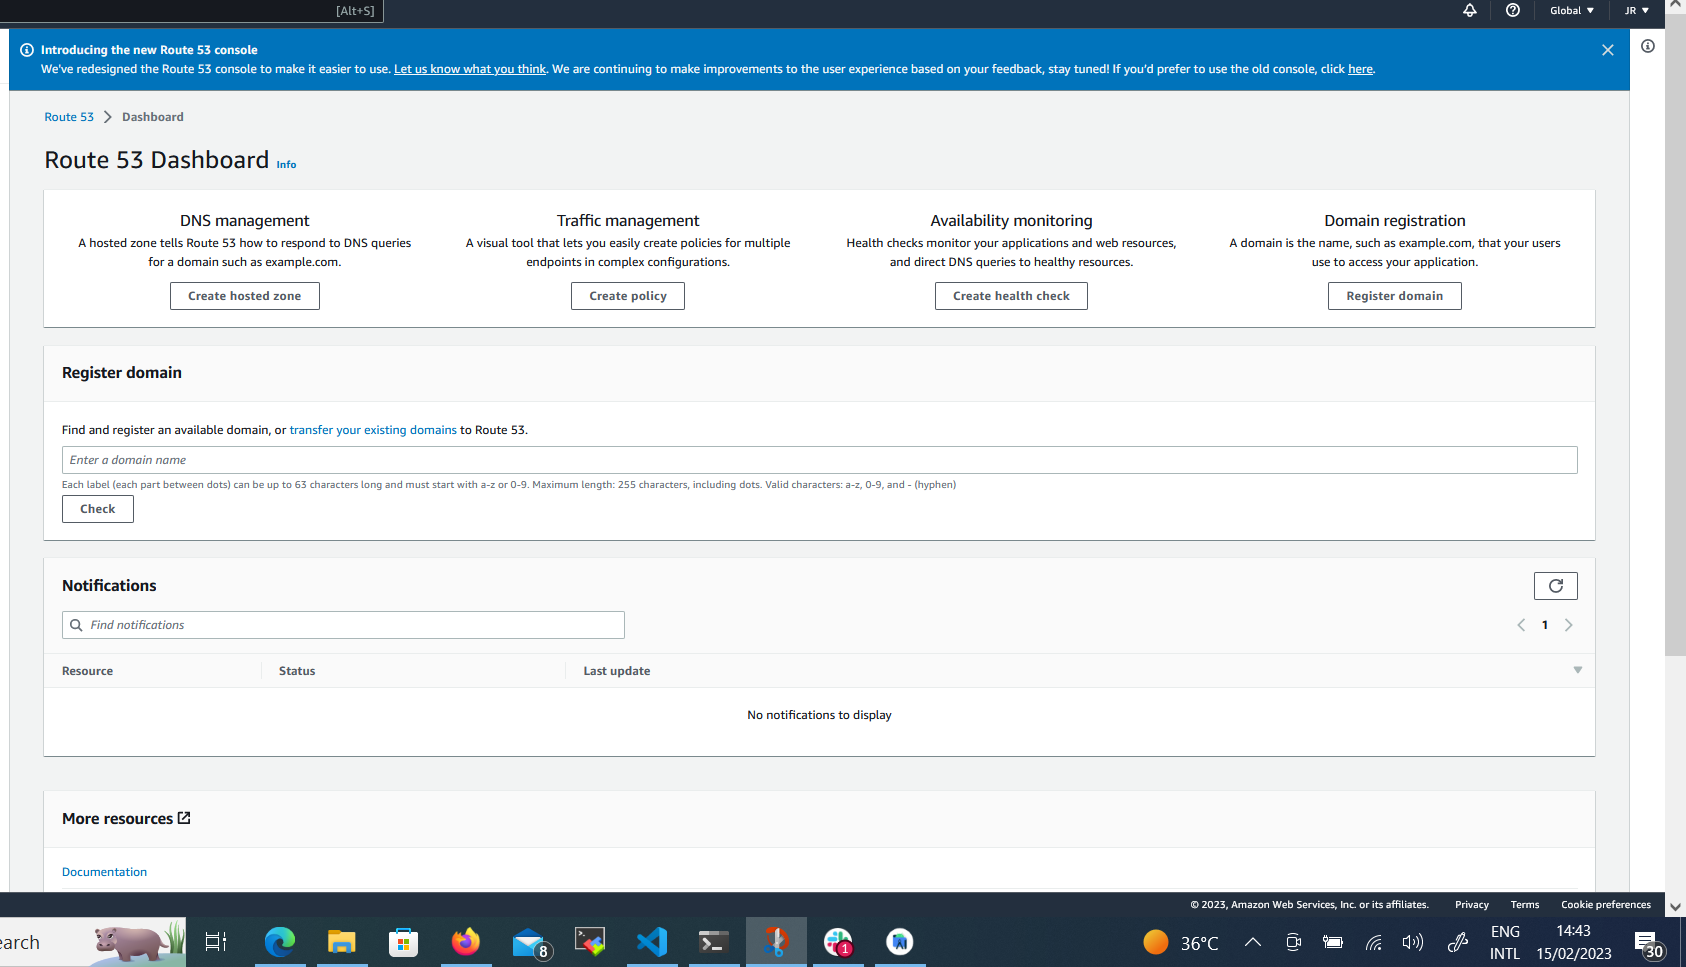 [Alt+S]
Global ▼
JR ▼
Introducing the new Route 53 console
We've redesigned the Route 53 console to make it easier to use. Let us know what you think. We are continuing to make improvements to the user experience based on your feedback, stay tuned! If you'd prefer to use the old console, click here.
Route 53 > Dashboard
Route 53 Dashboard Info
DNS management
A hosted zone tells Route 53 how to respond to DNS queries
for a domain such as example.com.
Create hosted zone
Traffic management
A visual tool that lets you easily create policies for multiple
endpoints in complex configurations.
Create policy
Availability monitoring
Health checks monitor your applications and web resources,
and direct DNS queries to healthy resources.
Create health check
Domain registration
A domain is the name, such as example.com, that your users
use to access your application.
Register domain
Register domain
Find and register an available domain, or transfer your existing domains to Route 53.
Enter a domain name
Each label (each part between dots) can be up to 63 characters long and must start with a-z or 0-9. Maximum length: 255 characters, including dots. Valid characters: a-z, 0-9, and - (hyphen)
Check
Notifications
Find notifications
1
Resource
Status
Last update
No notifications to display
More resources
Documentation
© 2023, Amazon Web Services, Inc. or its affiliates.
Privacy
Terms
Cookie preferences
earch
8
1
36°C
ENG
INTL
14:43
15/02/2023
30